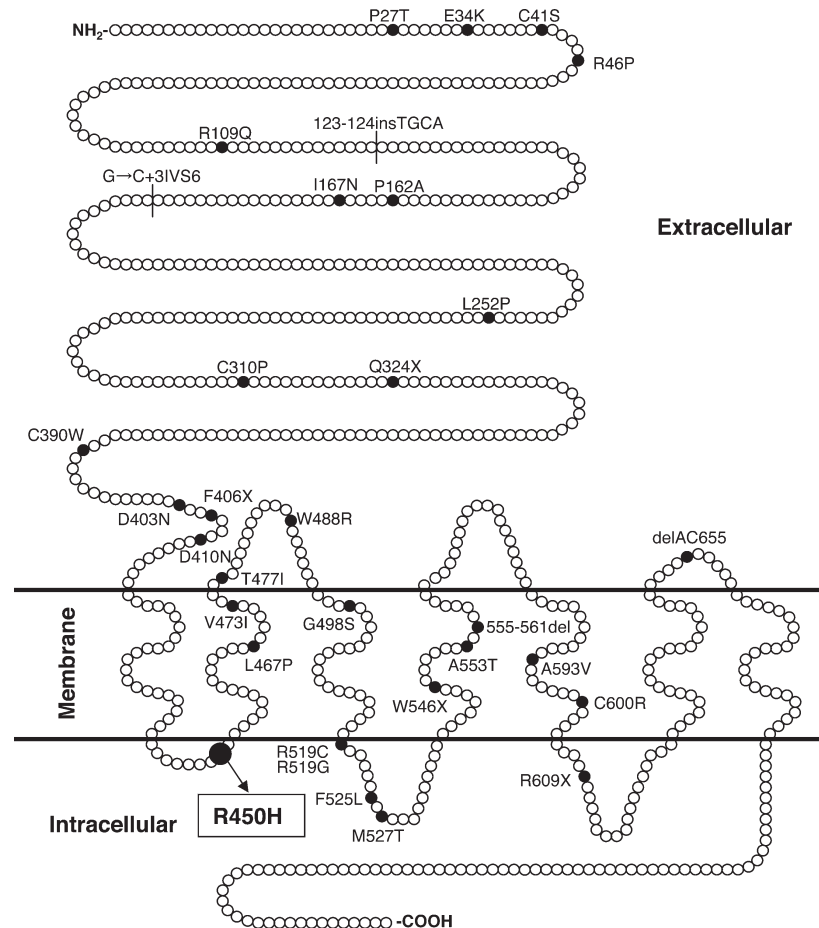 P27T E34K C41S
NH2-
R46P
123-124insTGCA
R109Q
G→C+3IVS6
I167N P162A
Extracellular
L252P
C310P Q324X
C390W
F406X
D403N W488R
delAC655
D410N
T477I
V473I G498S
555-561del
L467P A553T A593V
Membrane
W546X C600R
R519C
R519G
R609X
F525L
R450H
Intracellular
M527T
-COOH